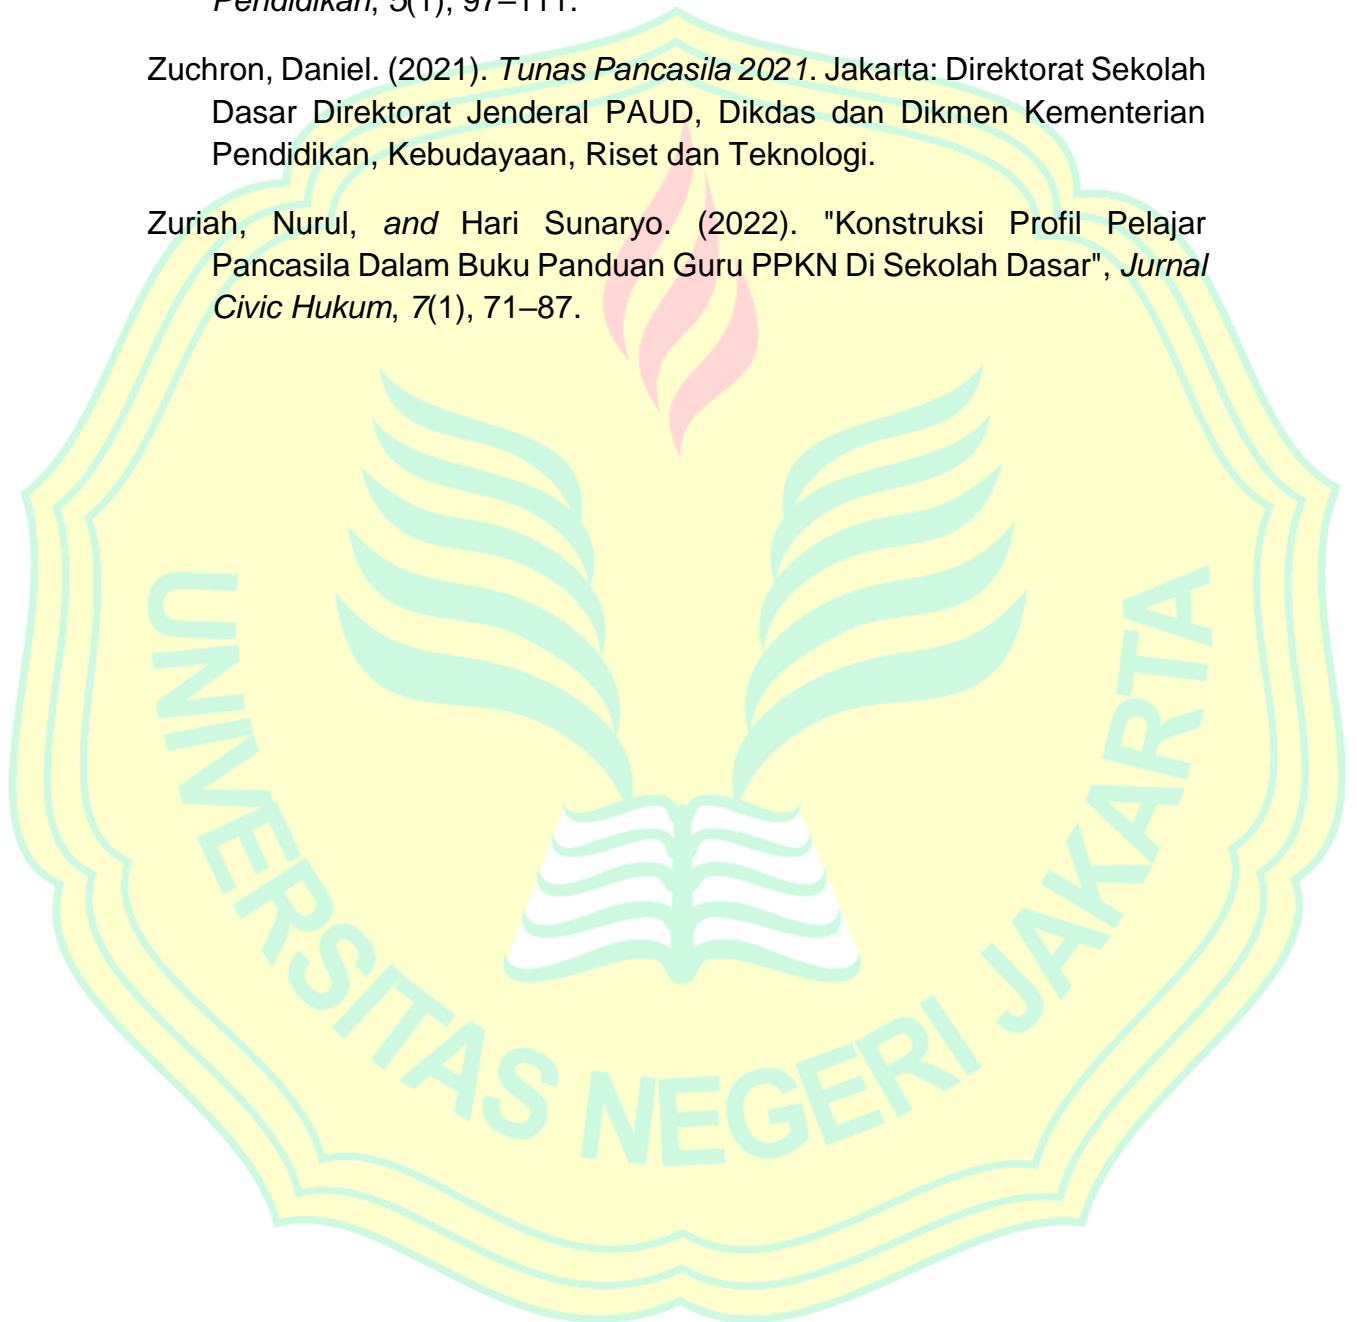 Pendidikan, 5(1), 97–111.
Zuchron, Daniel. (2021). Tunas Pancasila 2021. Jakarta: Direktorat Sekolah
Dasar Direktorat Jenderal PAUD, Dikdas dan Dikmen Kementerian
Pendidikan, Kebudayaan, Riset dan Teknologi.
Zuriah, Nurul, and Hari Sunaryo. (2022). "Konstruksi Profil Pelajar
Pancasila Dalam Buku Panduan Guru PPKN Di Sekolah Dasar", Jurnal
Civic Hukum, 7(1), 71–87.
UNIVERSITAS NEGERI JAKARTA